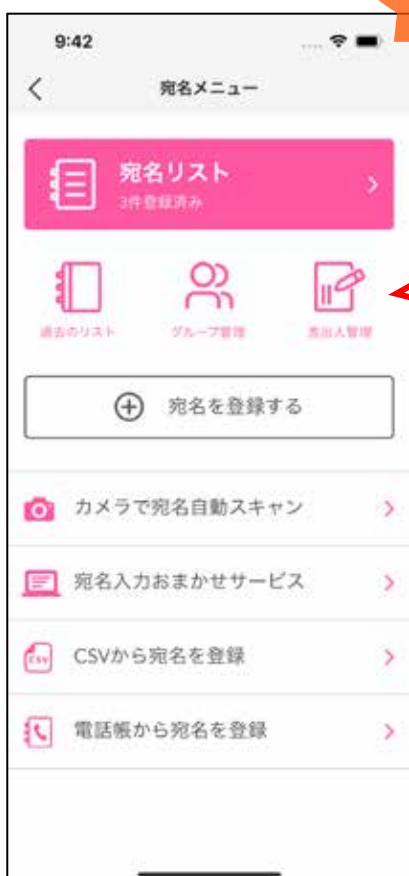 9:42
宛名メニュー
宛名リスト
3件登録済み
過去のリスト
グループ管理
差出人管理
宛名を登録する
カメラで宛名自動スキャン
宛名入力おまかせサービス
CSV
CSVから宛名を登録
電話帳から宛名を登録